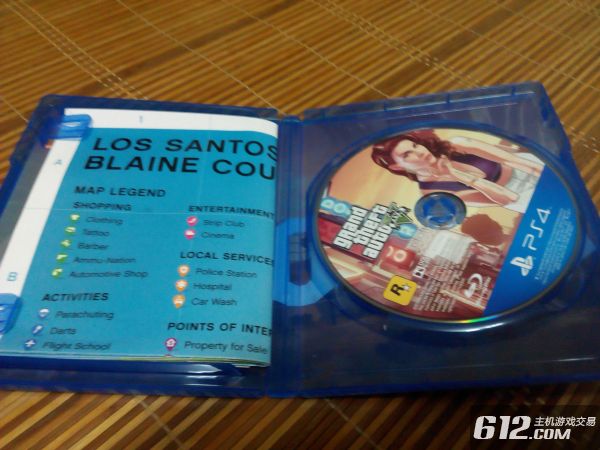 1
A
B
LOS SANTOS
BLAINE COU
MAP LEGEND
SHOPPING
Clothing
Tattoo
Barber
Ammu-Nation
Automotive Shop
ACTIVITIES
Parachuting
Darts
Flight School
ENTERTAINMENT
Strip Club
Cinema
LOCAL SERVICE
Police Station
Hospital
Car Wash
POINTS OF INTER
Property for Sale
grand
theft
auto
V
R
PS4
612.COM
主机游戏交易